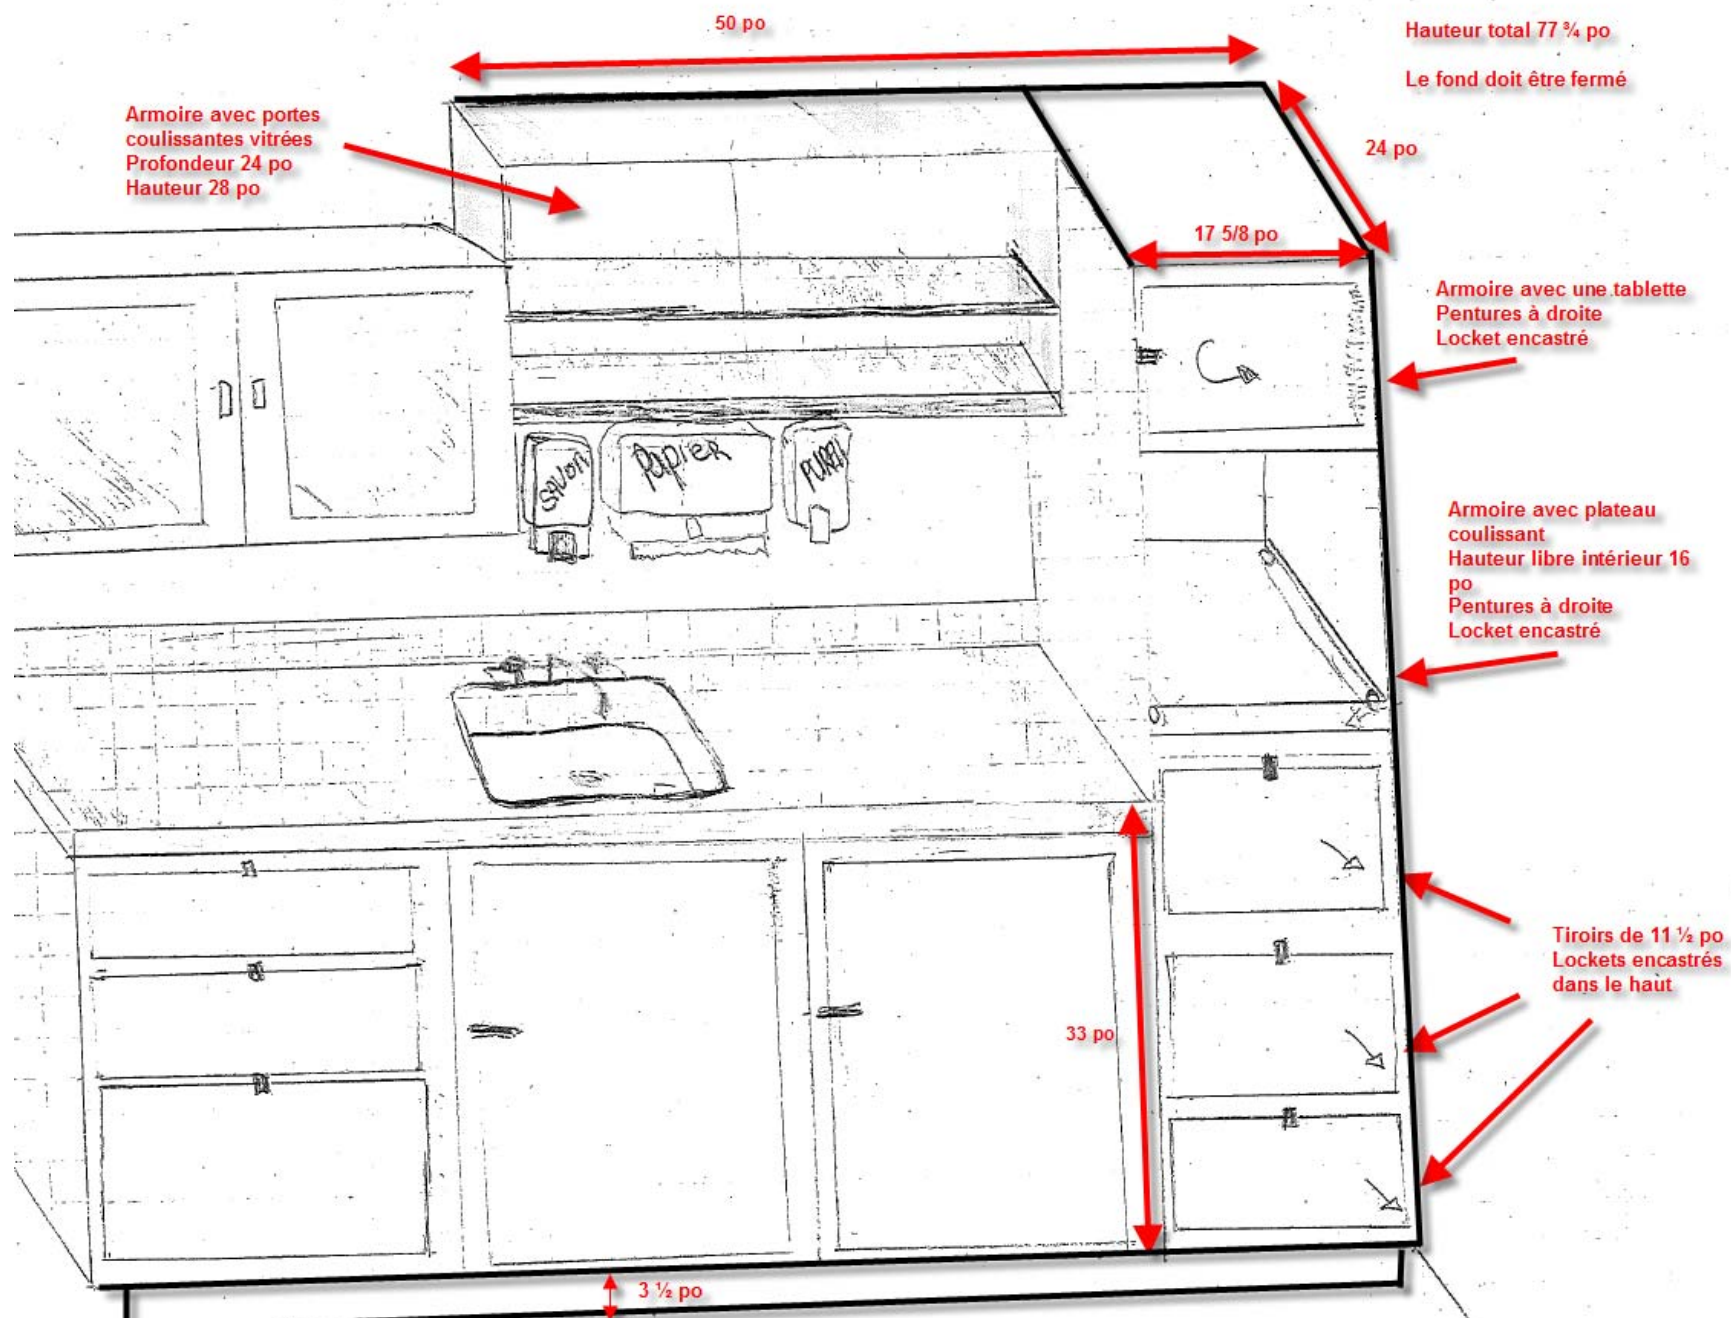 50 po
Hauteur total 77 ¾ po
Le fond doit être fermé
Armoire avec portes
coulissantes vitrées
Profondeur 24 po
Hauteur 28 po
24 po
17 5/8 po
Armoire avec une tablette
Pentures à droite
Locket encastré
SAVON
PAPIER
PURELL
Armoire avec plateau
coulissant
Hauteur libre intérieur 16
po
Pentures à droite
Locket encastré
Tiroirs de 11 ½ po
Lockets encastrés
dans le haut
33 po
3 ½ po